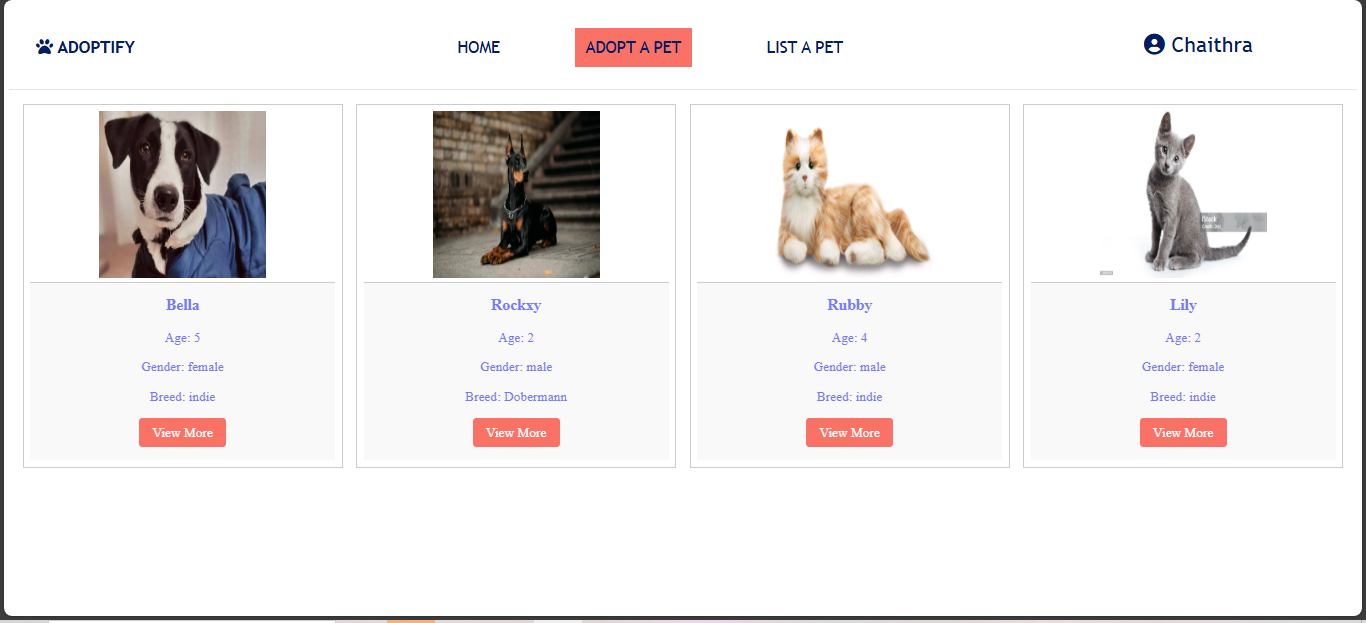 ADOPTIFY
HOME
ADOPT A PET
LIST A PET
Chaithra
Bella
Age: 5
Gender: female
Breed: indie
View More
Rockxy
Age: 2
Gender: male
Breed: Dobermann
View More
Rubby
Age: 4
Gender: male
Breed: indie
View More
iStock
Lily
Age: 2
Gender: female
Breed: indie
View More